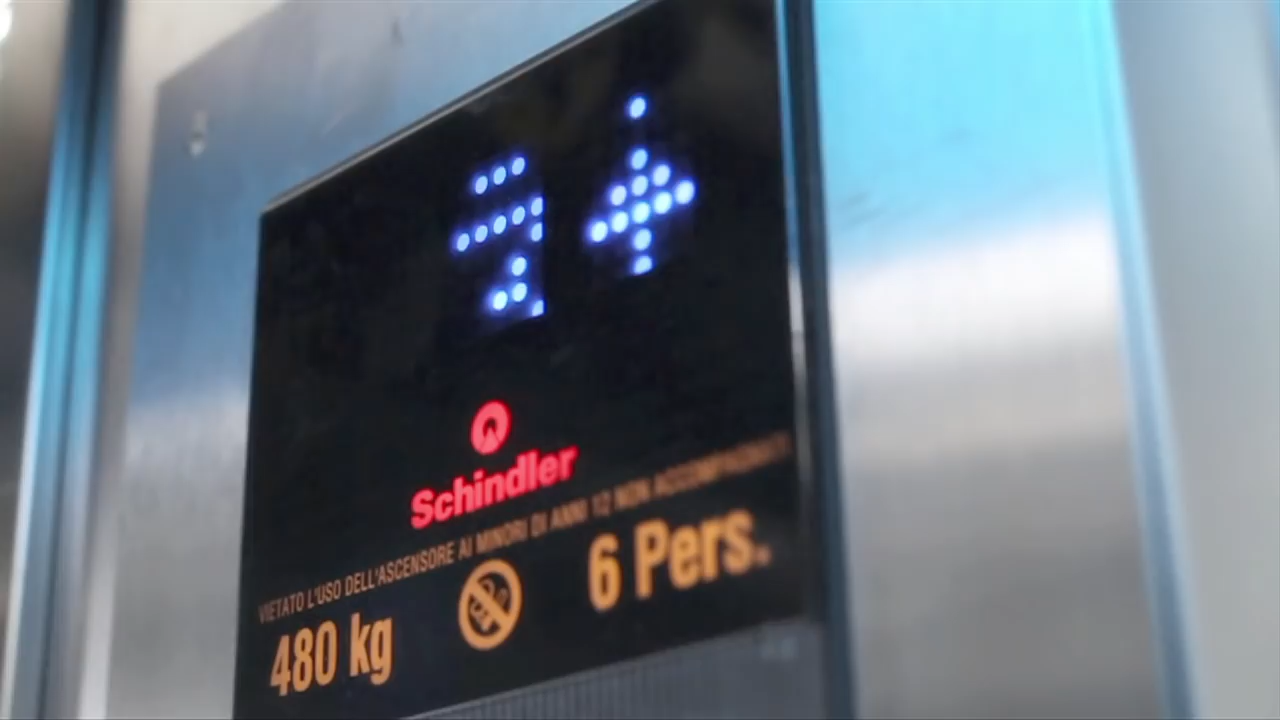 Schindler
VIETATO L'USO DELL'ASCENSORE AI MINORI DI ANNI 12 NON ACCOMPAGNATI
480 kg
6 Pers.